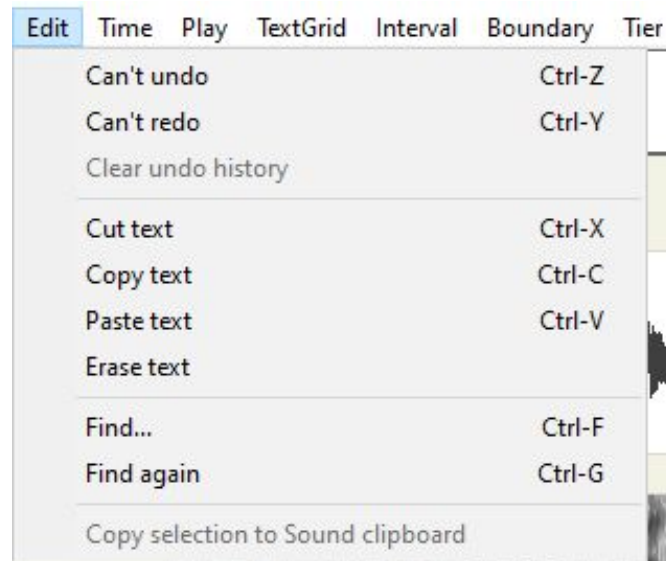 Edit Time Play TextGrid Interval Boundary Tier
Can't undo Ctrl-Z
Can't redo Ctrl-Y
Clear undo history
Cut text Ctrl-X
Copy text Ctrl-C
Paste text Ctrl-V
Erase text
Find... Ctrl-F
Find again Ctrl-G
Copy selection to Sound clipboard